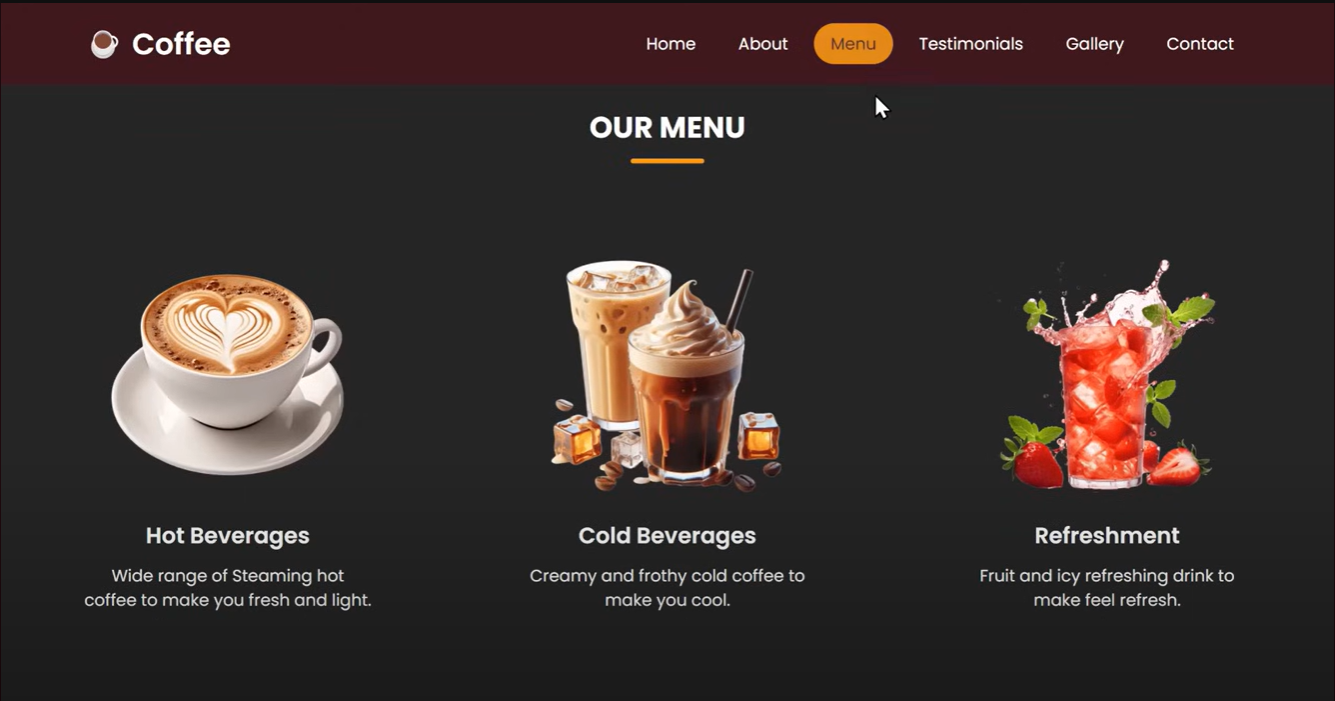 Coffee
Home
About
Menu
Testimonials
Gallery
Contact
OUR MENU
Hot Beverages
Wide range of Steaming hot
coffee to make you fresh and light.
Cold Beverages
Creamy and frothy cold coffee to
make you cool.
Refreshment
Fruit and icy refreshing drink to
make feel refresh.